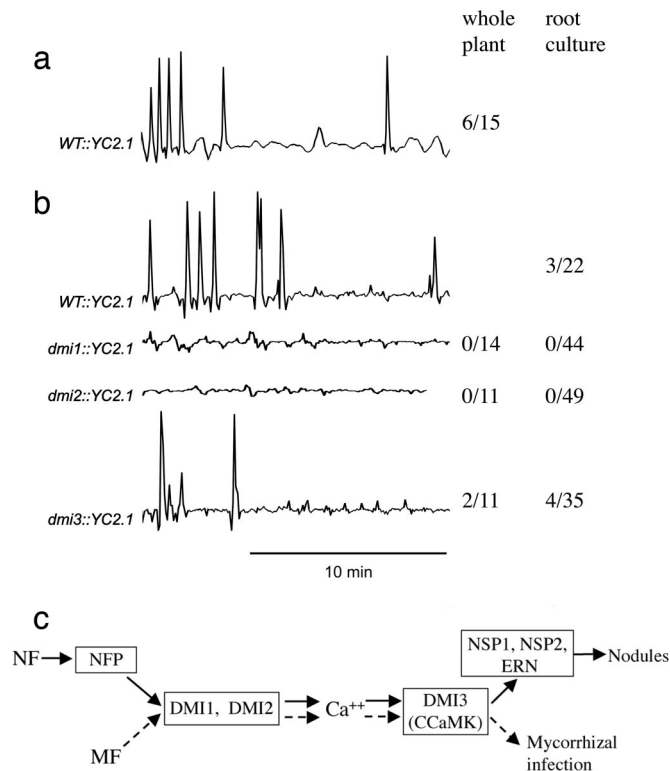 whole root
plant culture
a
WT::YC2.1 6/15
b
WT::YC2.1 3/22
dmi1::YC2.1 0/14 0/44
dmi2::YC2.1 0/11 0/49
dmi3::YC2.1 2/11 4/35
10 min
c
NF NFP
NSP1, NSP2,
ERN
Nodules
DMI1, DMI2 Ca++ DMI3
(CCaMK)
MF
Mycorrhizal
infection